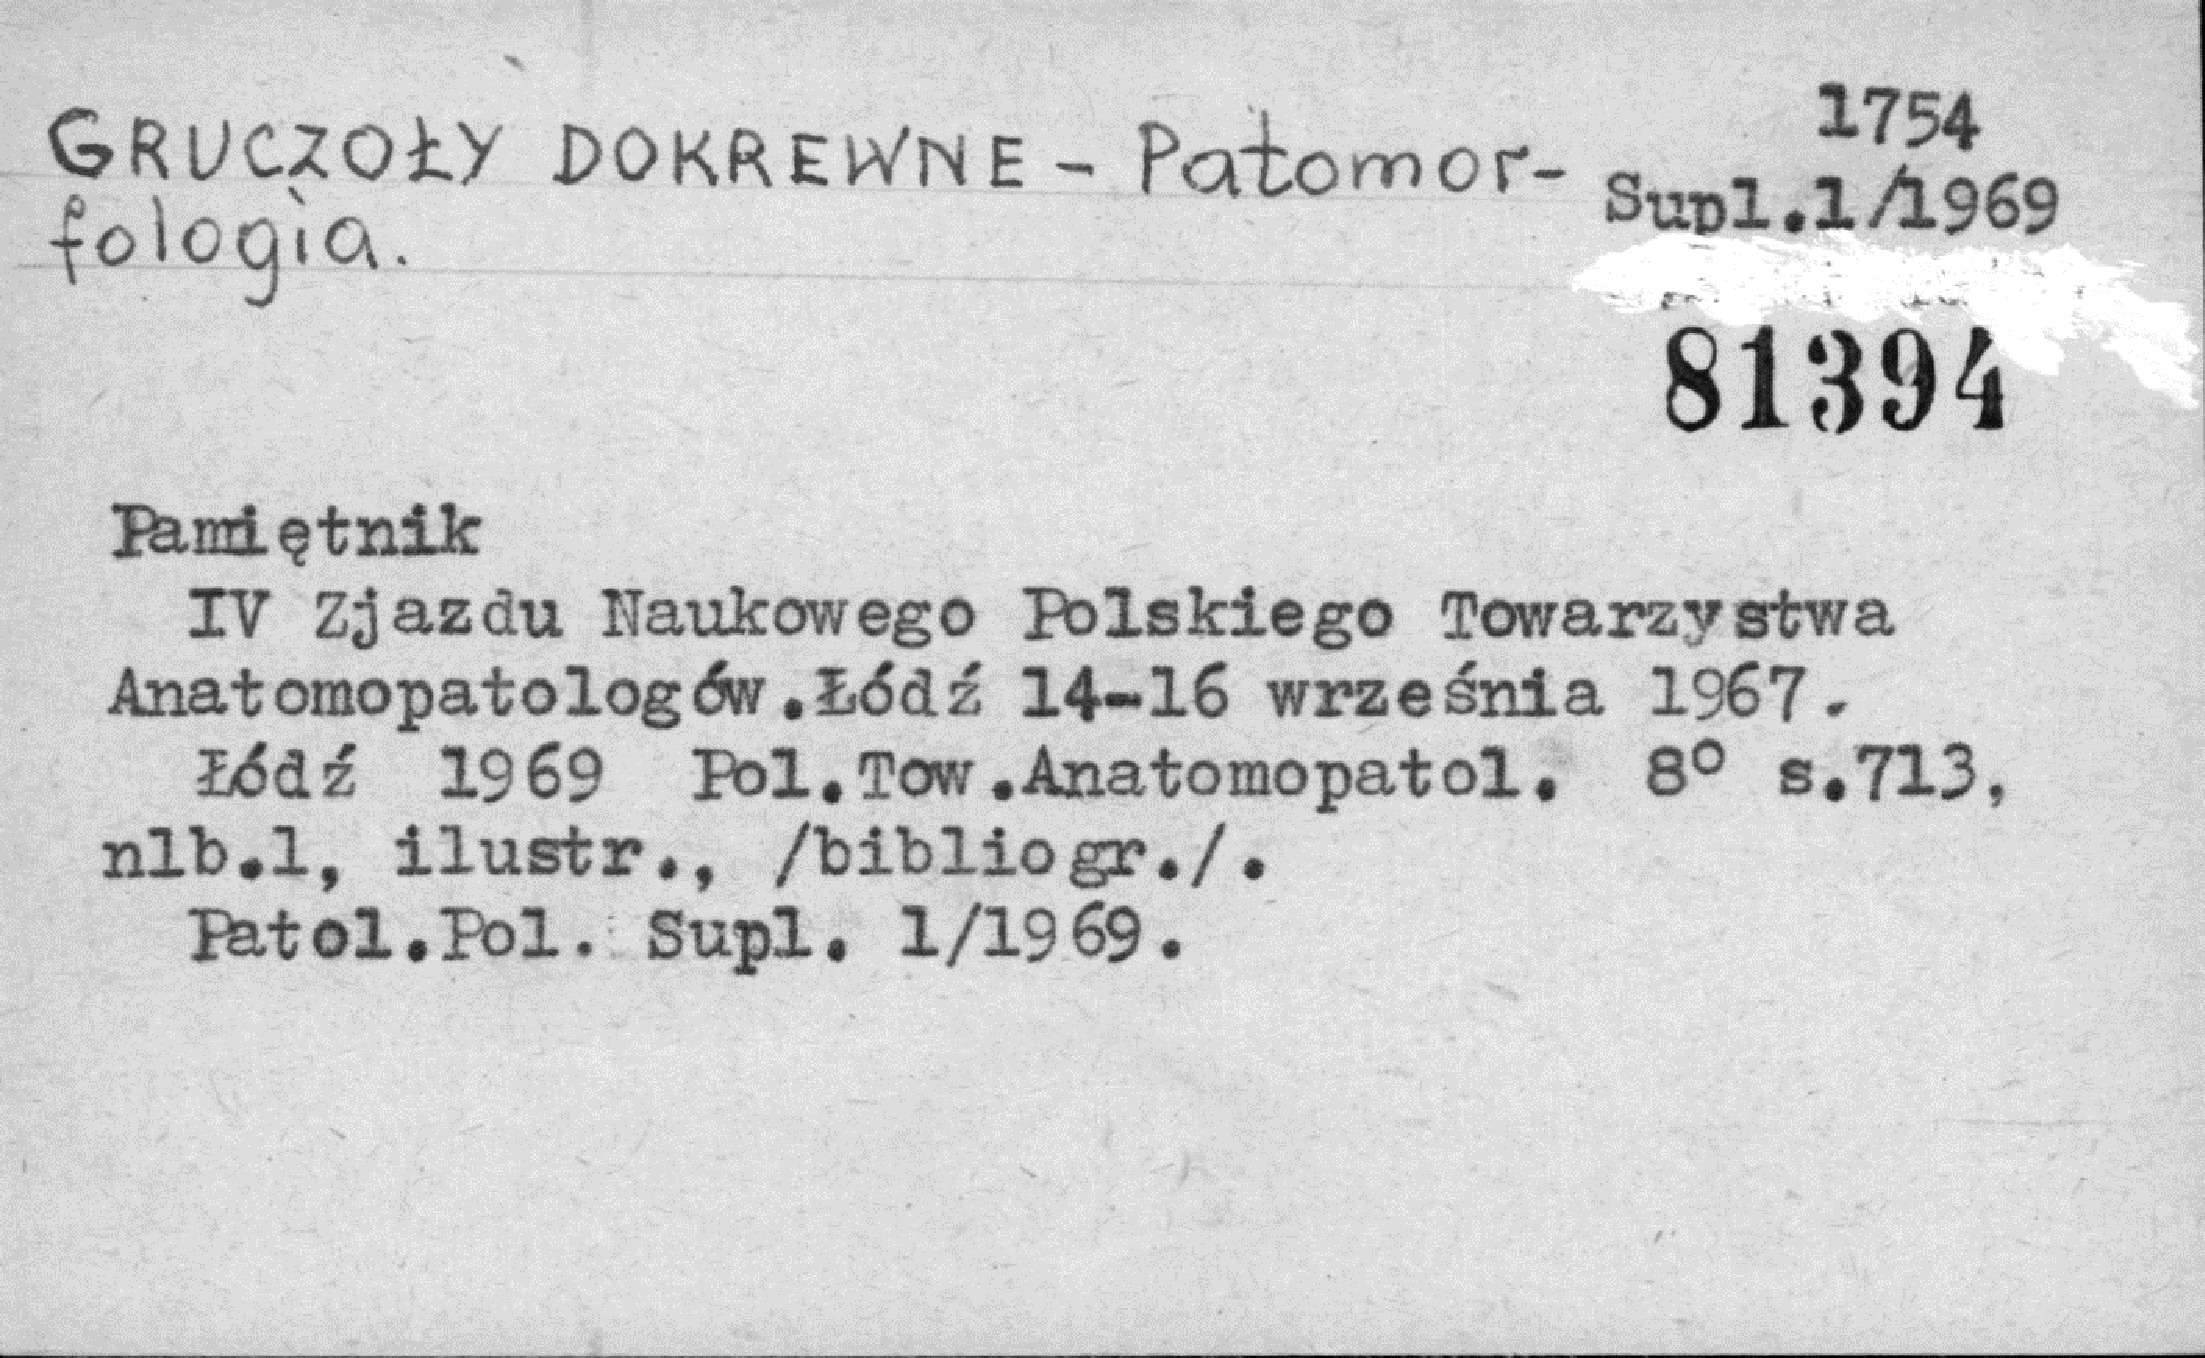 GRUCZOŁY DOKREWNE - Patomor-
fologia.
1754
Supl.1/1969
81394
Pamiętnik
IV Zjazdu Naukowego Polskiego Towarzystwa
Anatomopatologów.Łódź 14-16 września 1967.
Łódź 1969 Pol.Tow.Anatomopatol. 8° s.713,
nlb.1, ilustr., /bibliogr./.
Patol.Pol. Supl. 1/1969.